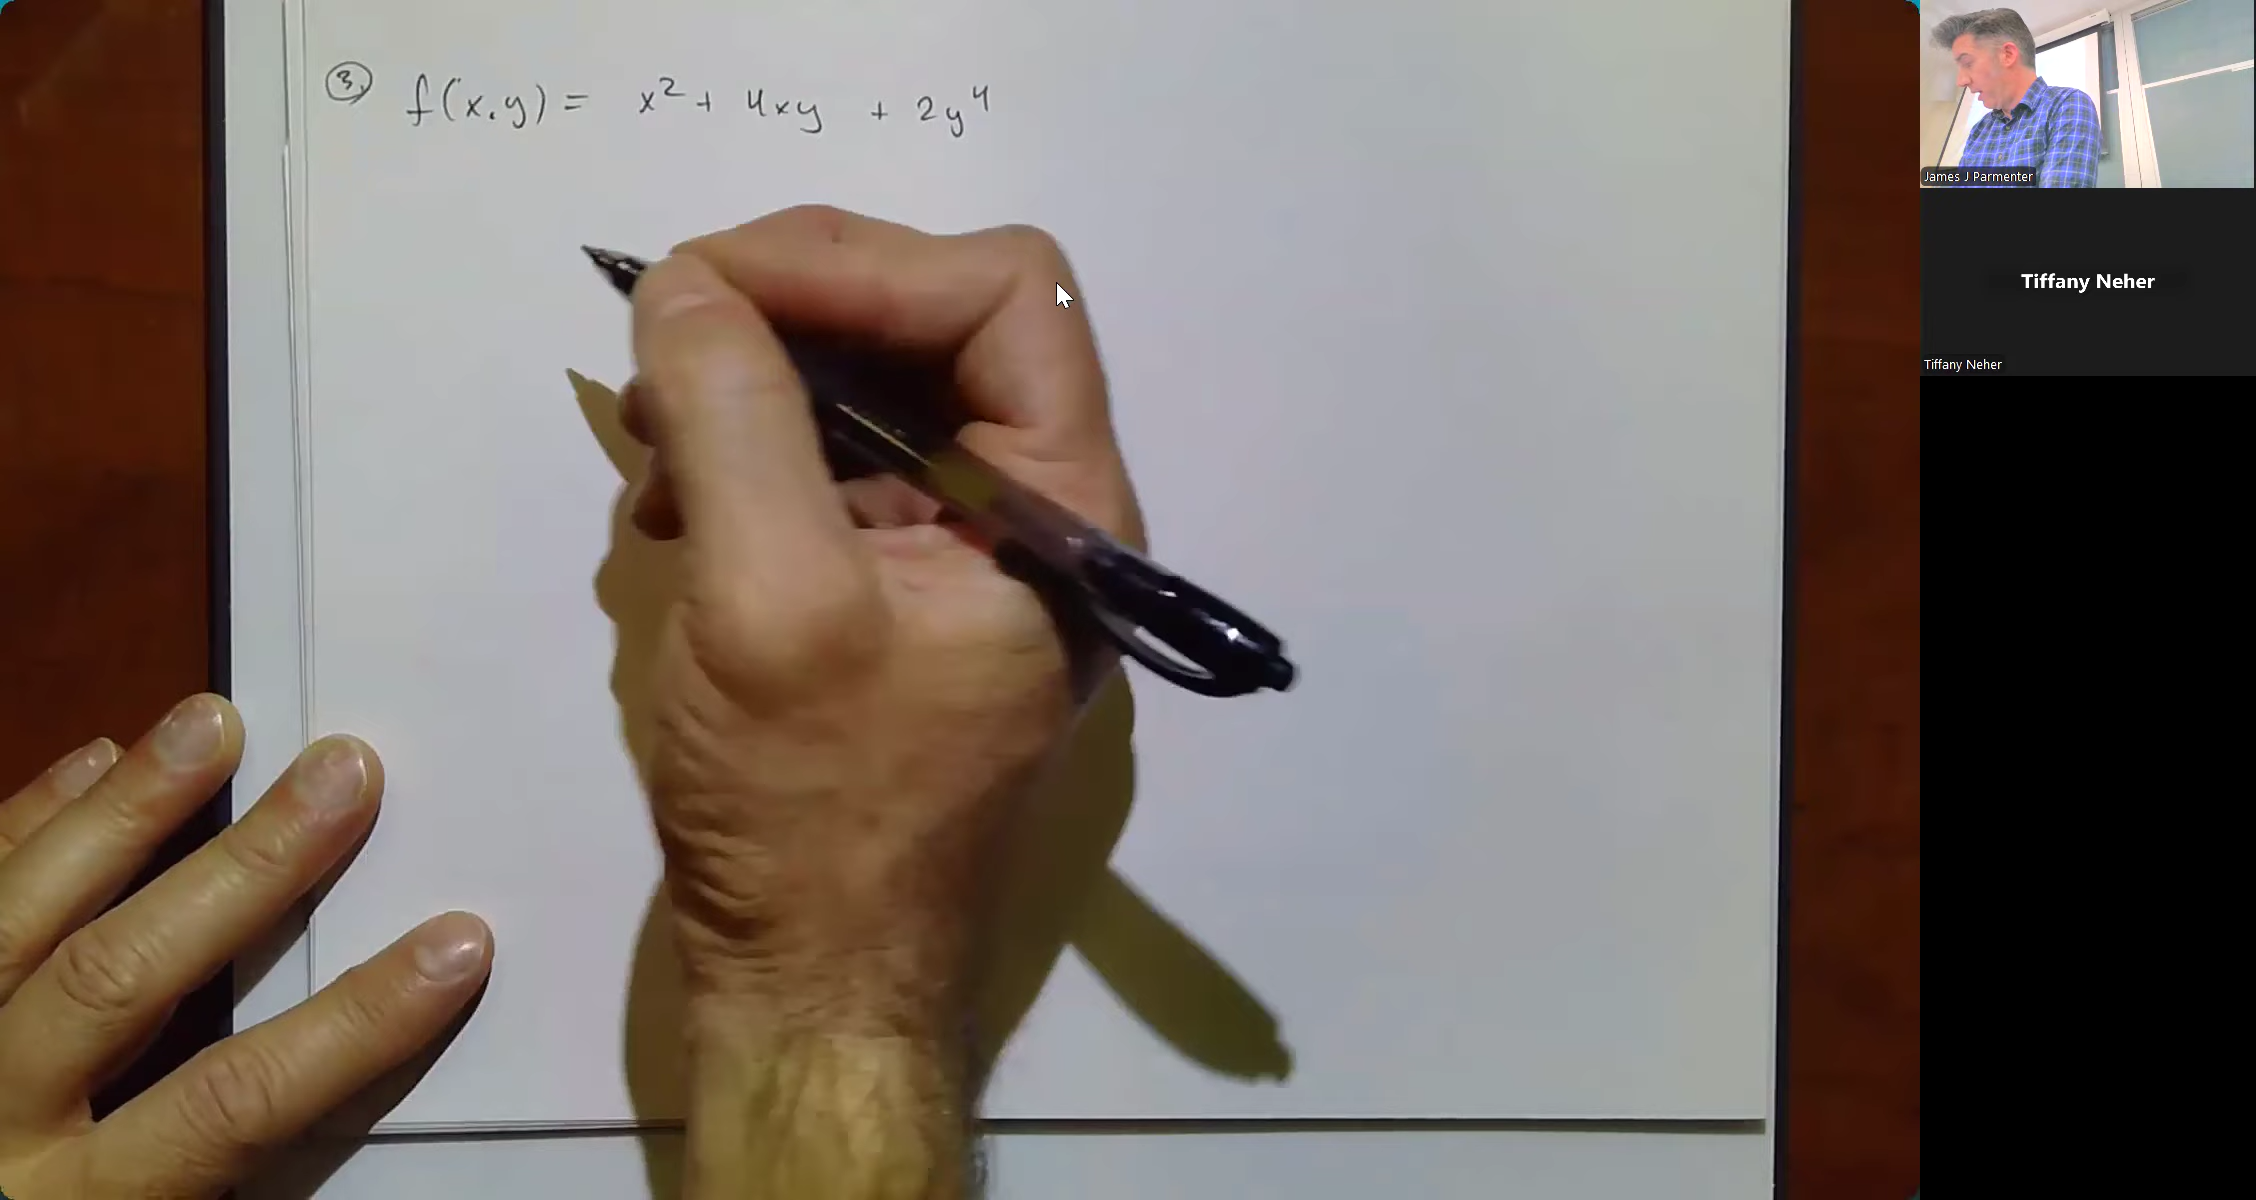 ③. f(x,y) = x² + 4xy + 2y⁴
James J Parmenter
Tiffany Neher
Tiffany Neher